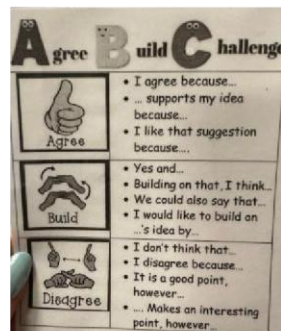 Agree Build Challenge
Agree
• I agree because...
• ... supports my idea
because...
• I like that suggestion
because....
Build
• Yes and...
• Building on that, I think...
• We could also say that...
• I would like to build on
...'s idea by...
Disagree
• I don't think that...
• I disagree because...
• It is a good point,
however...
• .... Makes an interesting
point, however...